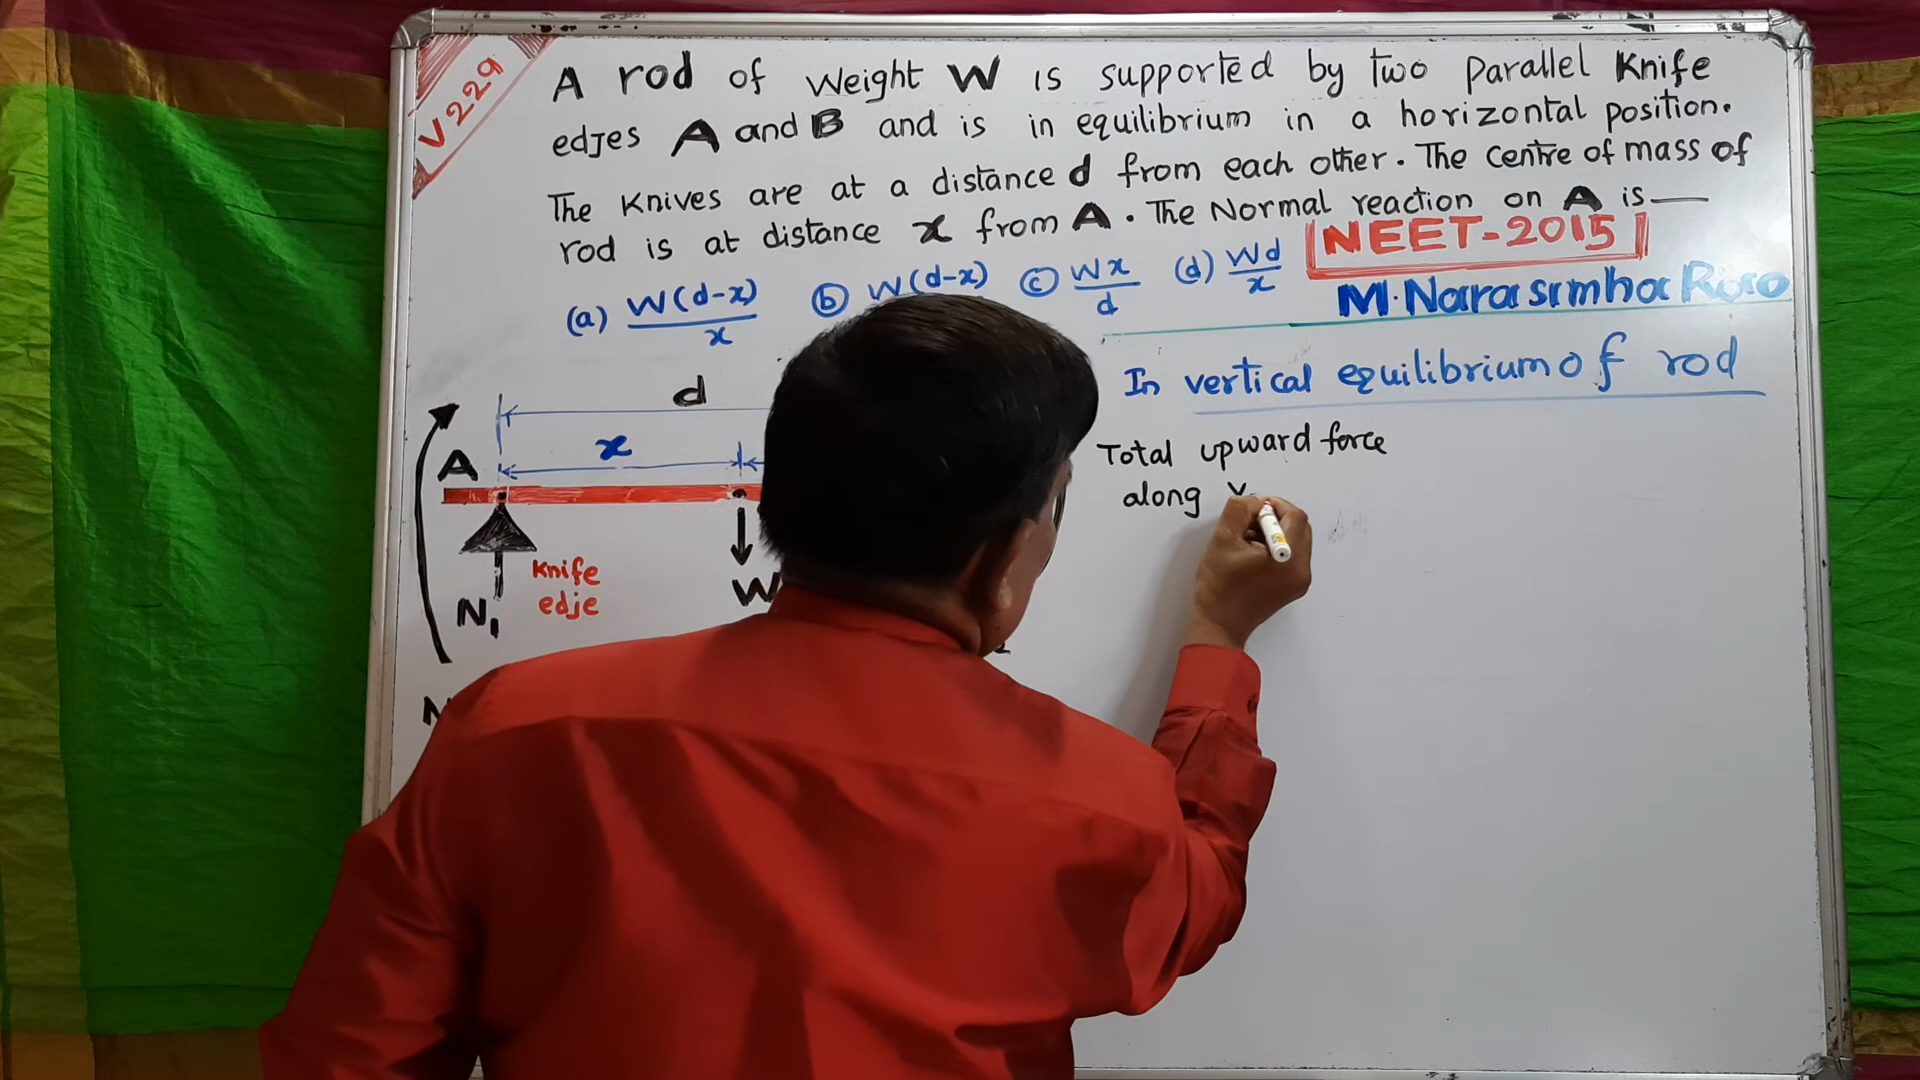 V229
A rod of weight W is supported by two parallel Knife
edjes A and B and is in equilibrium in a horizontal position.
The Knives are at a distance d from each other. The centre of mass of
rod is at distance x from A. The Normal reaction on A is —
NEET-2015
(a) W(d-x)/x (b) W(d-x) (c) Wx/d (d) Wd/x
M. Narasimha Rao
d
x
A
Knife
edje
N₁
W
In vertical equilibrium of rod
Total upward force
along